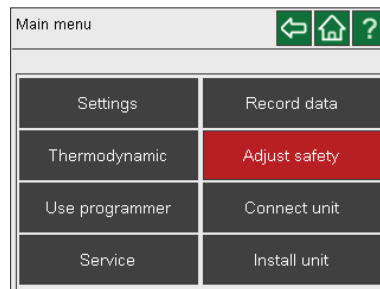 Main menu ?
Settings Record data
Thermodynamic Adjust safety
Use programmer Connect unit
Service Install unit